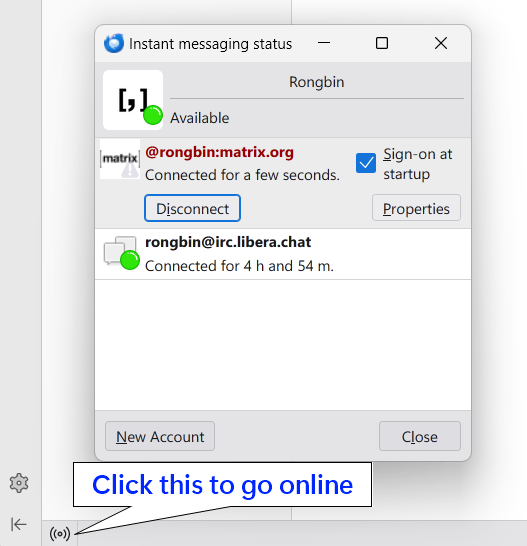 Instant messaging status
[,]
Rongbin
Available
[matrix]
@rongbin:matrix.org
Connected for a few seconds.
Sign-on at
startup
Disconnect
Properties
rongbin@irc.libera.chat
Connected for 4 h and 54 m.
New Account
Close
Click this to go online